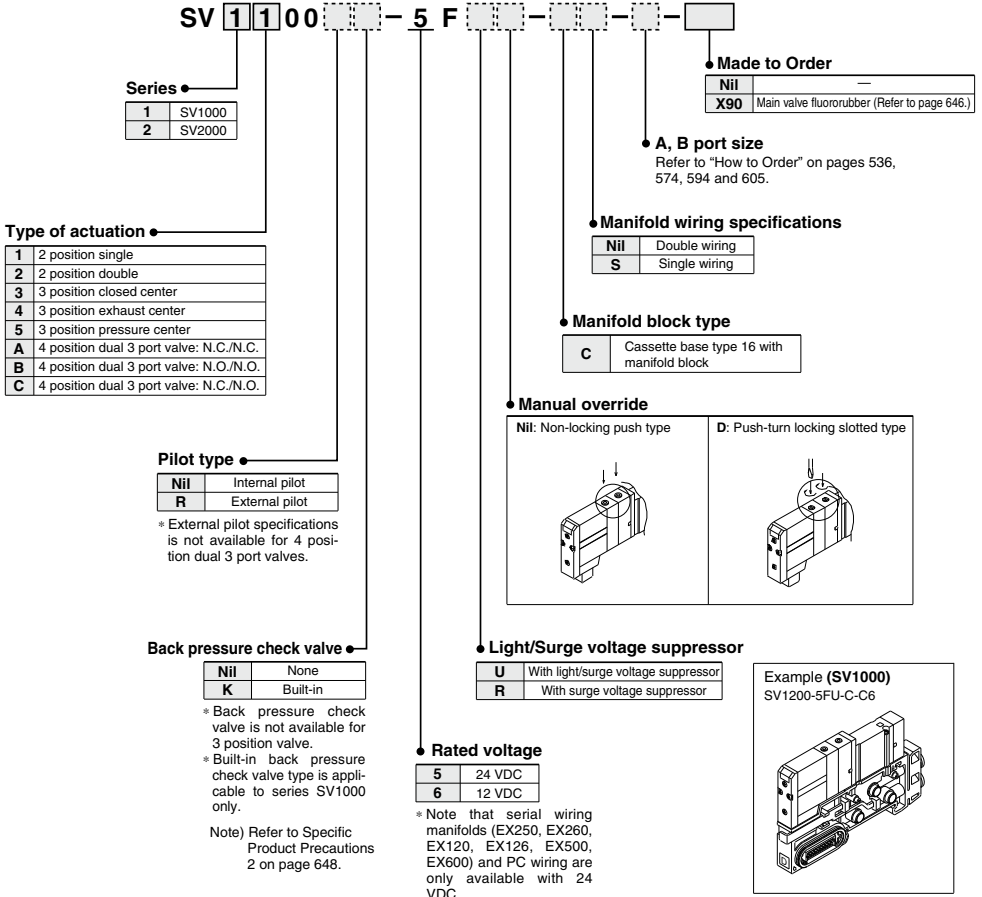 SV 1 1 0 0 – 5 F – – –
Made to Order
Nil —
X90 Main valve fluororubber (Refer to page 646.)
Series
1 SV1000
2 SV2000
A, B port size
Refer to “How to Order” on pages 536,
574, 594 and 605.
Manifold wiring specifications
Nil Double wiring
S Single wiring
Type of actuation
1 2 position single
2 2 position double
3 3 position closed center
4 3 position exhaust center
5 3 position pressure center
A 4 position dual 3 port valve: N.C./N.C.
B 4 position dual 3 port valve: N.O./N.O.
C 4 position dual 3 port valve: N.C./N.O.
Manifold block type
C Cassette base type 16 with
manifold block
Manual override
Nil: Non-locking push type
D: Push-turn locking slotted type
Pilot type
Nil Internal pilot
R External pilot
* External pilot specifications
is not available for 4 posi-
tion dual 3 port valves.
Back pressure check valve
Nil None
K Built-in
* Back pressure check
valve is not available for
3 position valve.
* Built-in back pressure
check valve type is appli-
cable to series SV1000
only.
Note) Refer to Specific
Product Precautions
2 on page 648.
Light/Surge voltage suppressor
U With light/surge voltage suppressor
R With surge voltage suppressor
Rated voltage
5 24 VDC
6 12 VDC
* Note that serial wiring
manifolds (EX250, EX260,
EX120, EX126, EX500,
EX600) and PC wiring are
only available with 24
VDC
Example (SV1000)
SV1200-5FU-C-C6